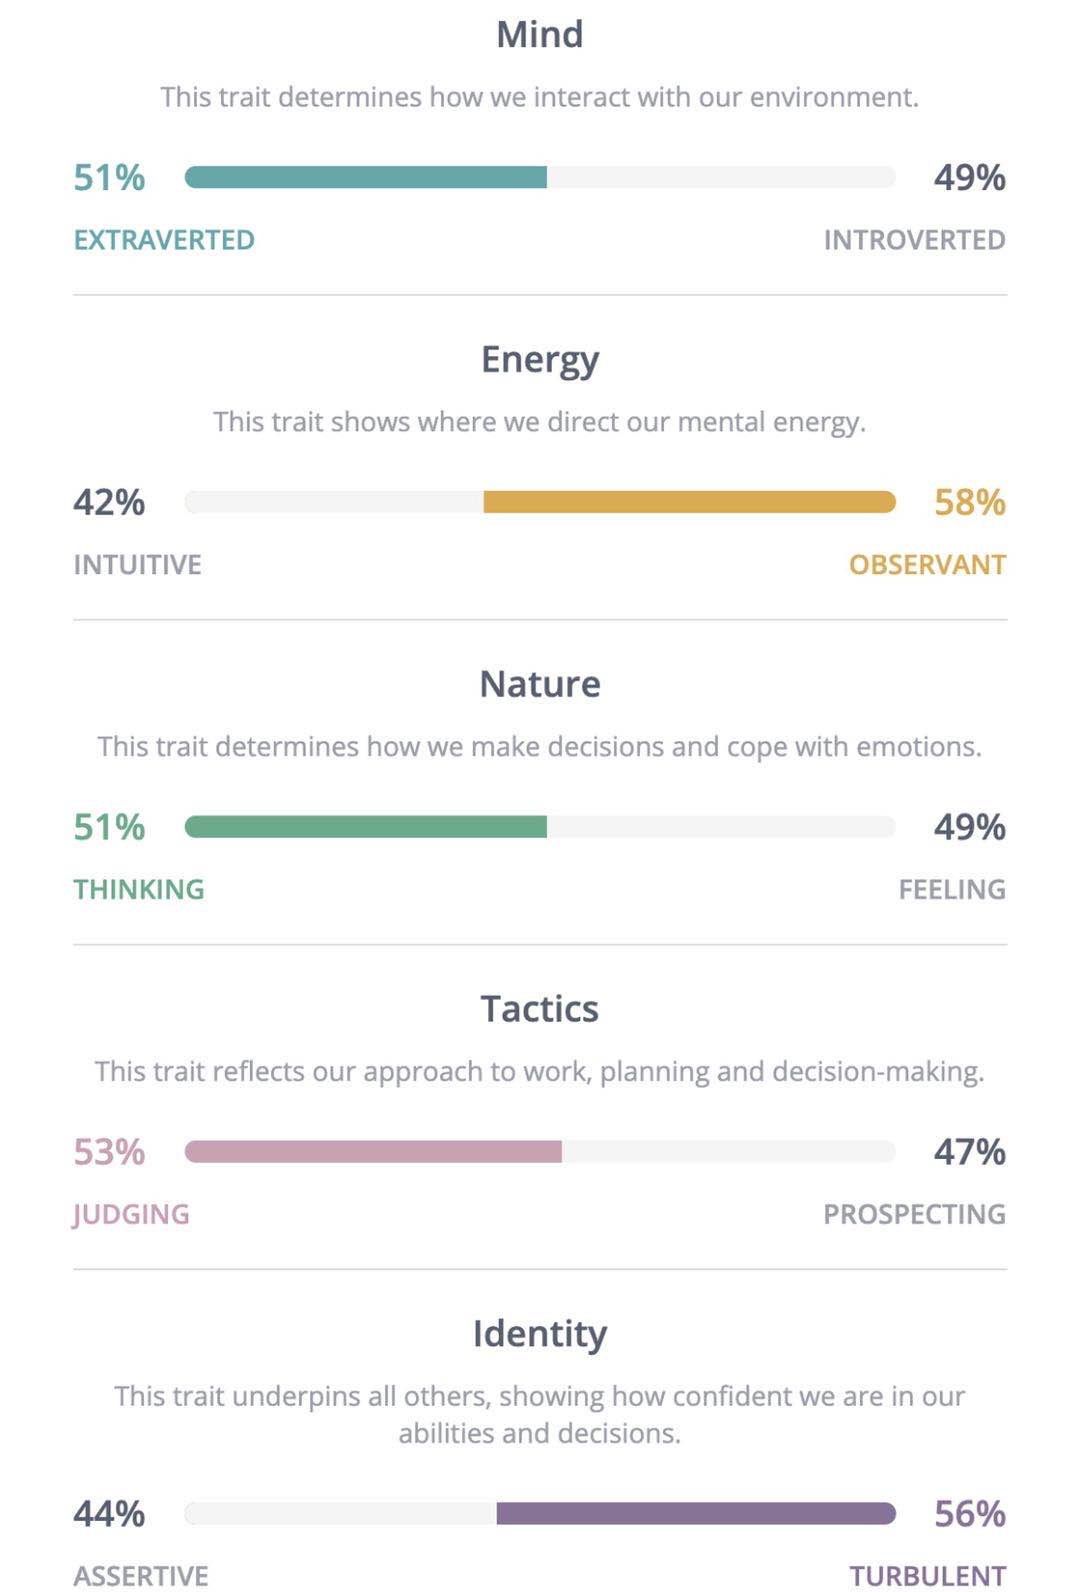 Mind
This trait determines how we interact with our environment.
51% 49%
EXTRAVERTED INTROVERTED
Energy
This trait shows where we direct our mental energy.
42% 58%
INTUITIVE OBSERVANT
Nature
This trait determines how we make decisions and cope with emotions.
51% 49%
THINKING FEELING
Tactics
This trait reflects our approach to work, planning and decision-making.
53% 47%
JUDGING PROSPECTING
Identity
This trait underpins all others, showing how confident we are in our
abilities and decisions.
44% 56%
ASSERTIVE TURBULENT